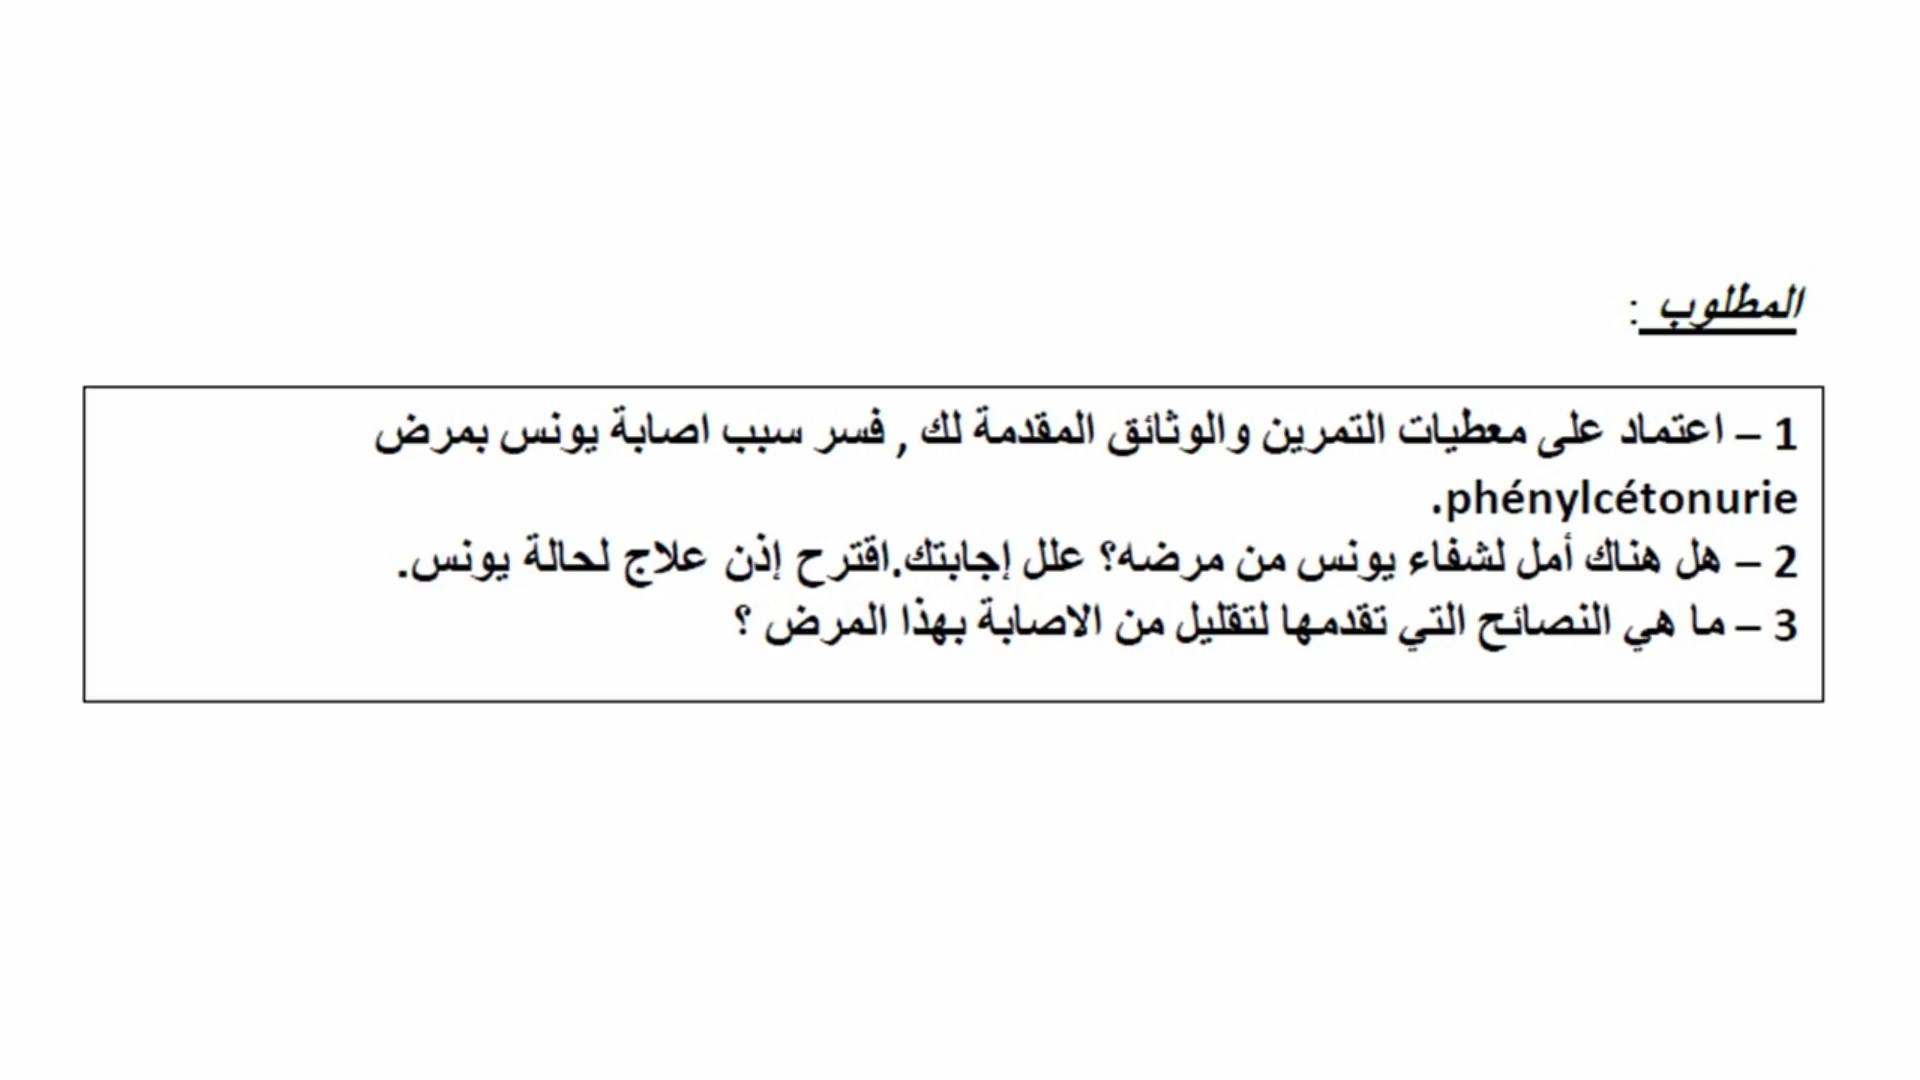 المطلوب :
1 – اعتماد على معطيات التمرين والوثائق المقدمة لك , فسر سبب اصابة يونس بمرض
phénylcétonurie.
2 – هل هناك أمل لشفاء يونس من مرضه؟ علل إجابتك.اقترح إذن علاج لحالة يونس.
3 – ما هي النصائح التي تقدمها لتقليل من الاصابة بهذا المرض ؟